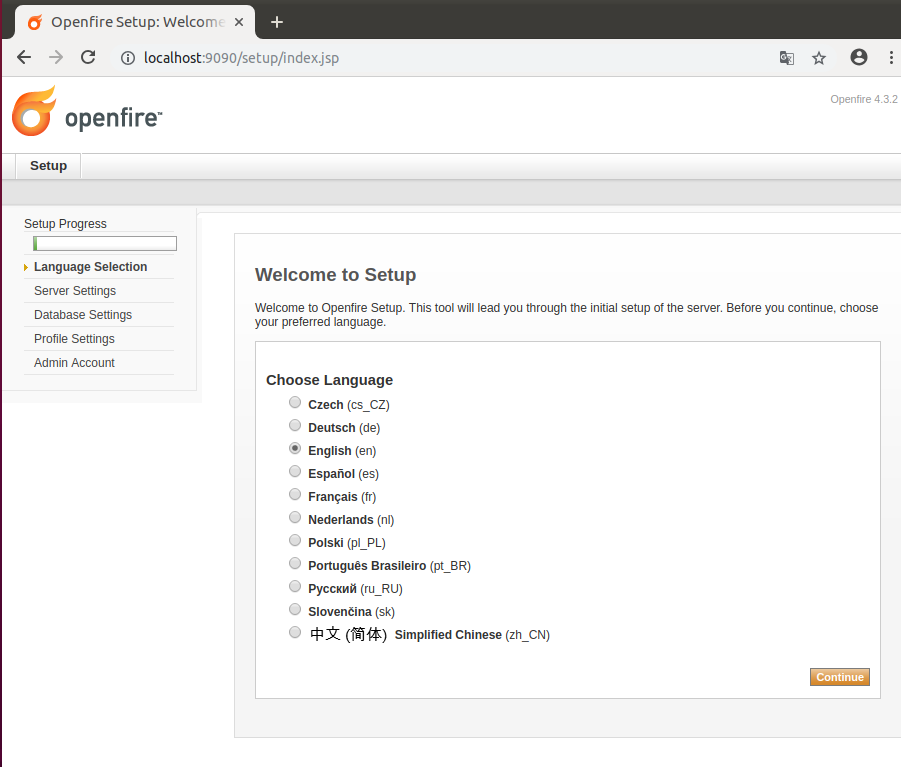 Openfire Setup: Welcome
localhost:9090/setup/index.jsp
openfire™
Openfire 4.3.2
Setup
Setup Progress
Language Selection
Server Settings
Database Settings
Profile Settings
Admin Account
Welcome to Setup
Welcome to Openfire Setup. This tool will lead you through the initial setup of the server. Before you continue, choose
your preferred language.
Choose Language
Czech (cs_CZ)
Deutsch (de)
English (en)
Español (es)
Français (fr)
Nederlands (nl)
Polski (pl_PL)
Português Brasileiro (pt_BR)
Русский (ru_RU)
Slovenčina (sk)
中文 (简体) Simplified Chinese (zh_CN)
Continue